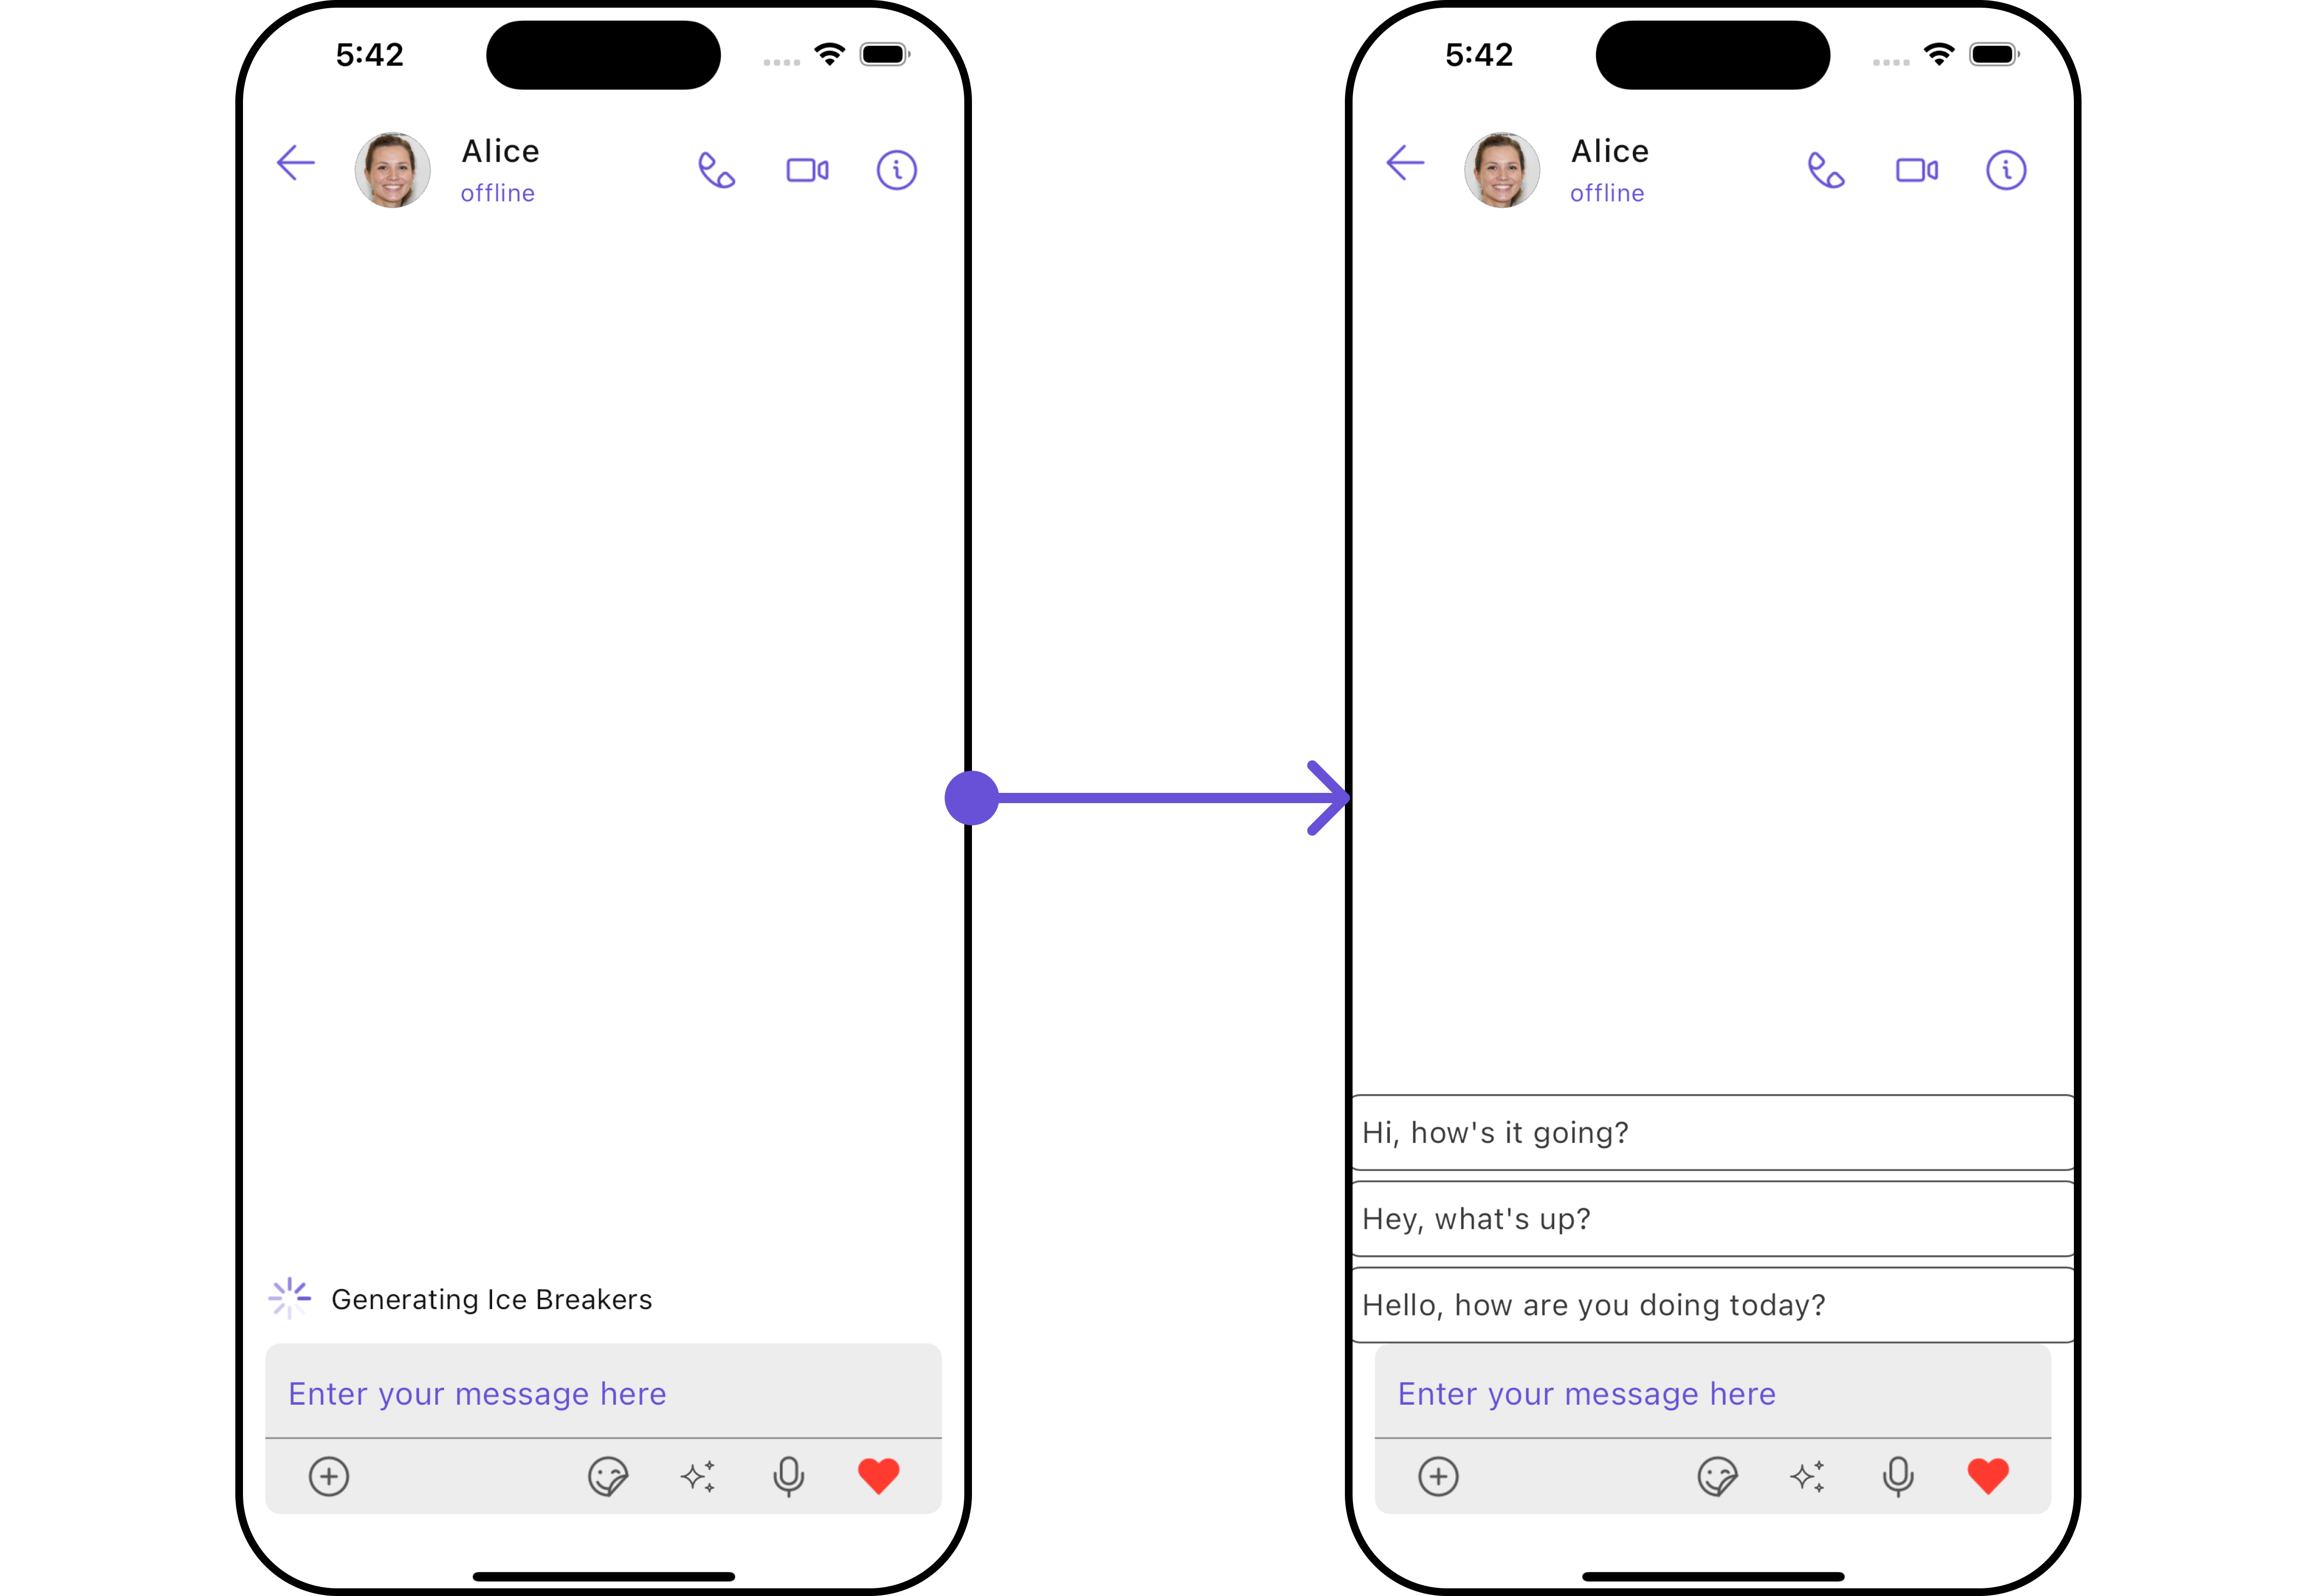 5:42
Alice
offline
Generating Ice Breakers
Enter your message here
5:42
Alice
offline
Hi, how's it going?
Hey, what's up?
Hello, how are you doing today?
Enter your message here